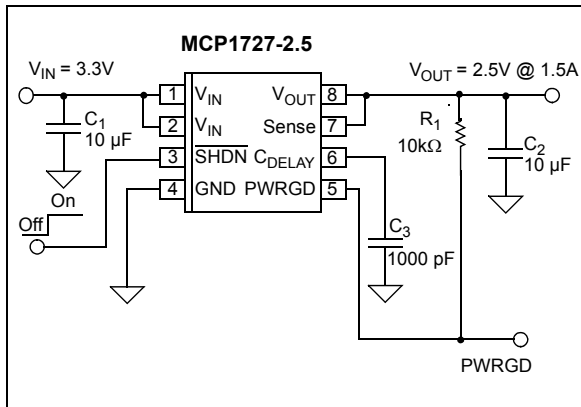 MCP1727-2.5
V_IN = 3.3V
V_OUT = 2.5V @ 1.5A
C_1
10 µF
1 V_IN
2 V_IN
3 SHDN
4 GND
V_OUT 8
Sense 7
C_DELAY 6
PWRGD 5
R_1
10kΩ
C_2
10 µF
On
Off
C_3
1000 pF
PWRGD